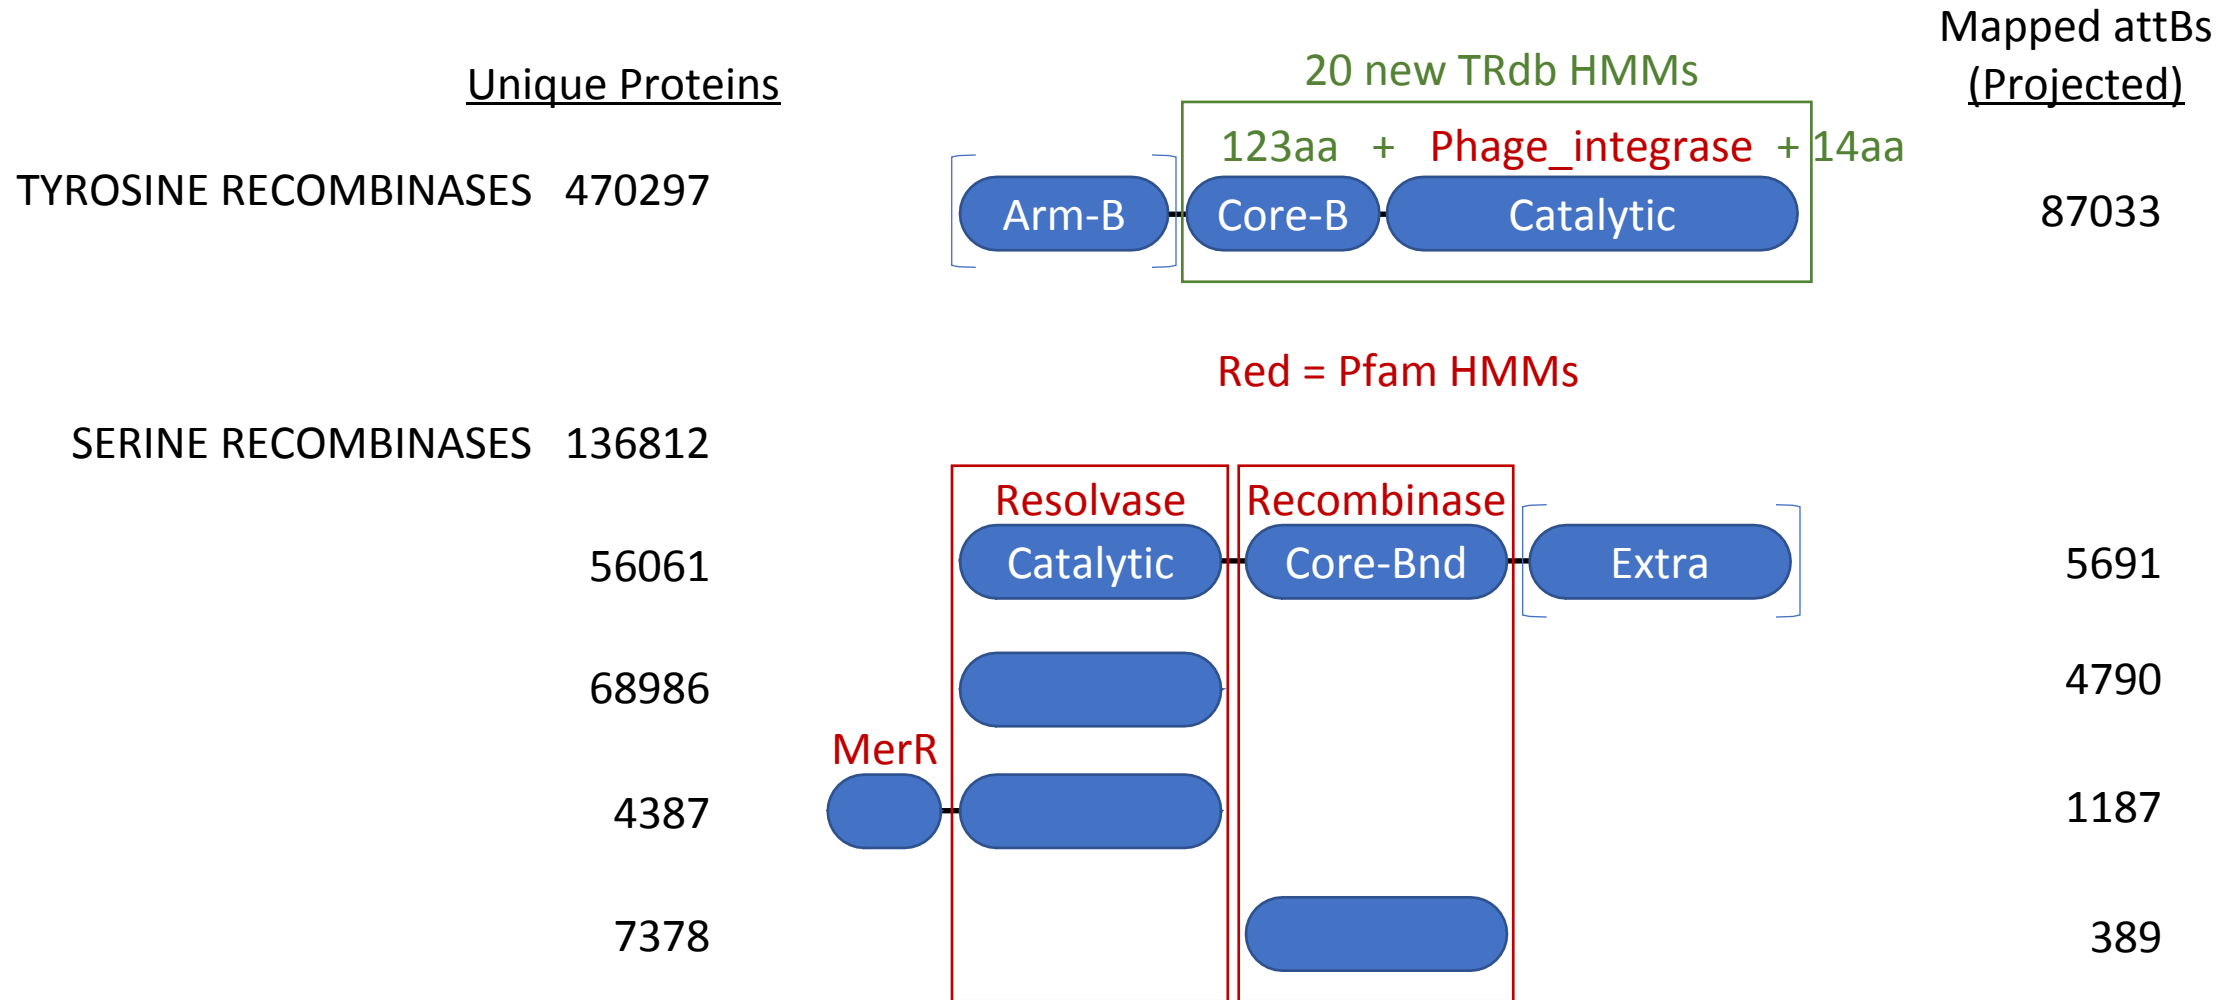 Mapped attBs
(Projected)
Unique Proteins
20 new TRdb HMMs
123aa + Phage_integrase + 14aa
TYROSINE RECOMBINASES 470297
Arm-B Core-B Catalytic
87033
Red = Pfam HMMs
SERINE RECOMBINASES 136812
Resolvase Recombinase
56061 Catalytic Core-Bnd Extra 5691
68986 4790
MerR
4387 1187
7378 389